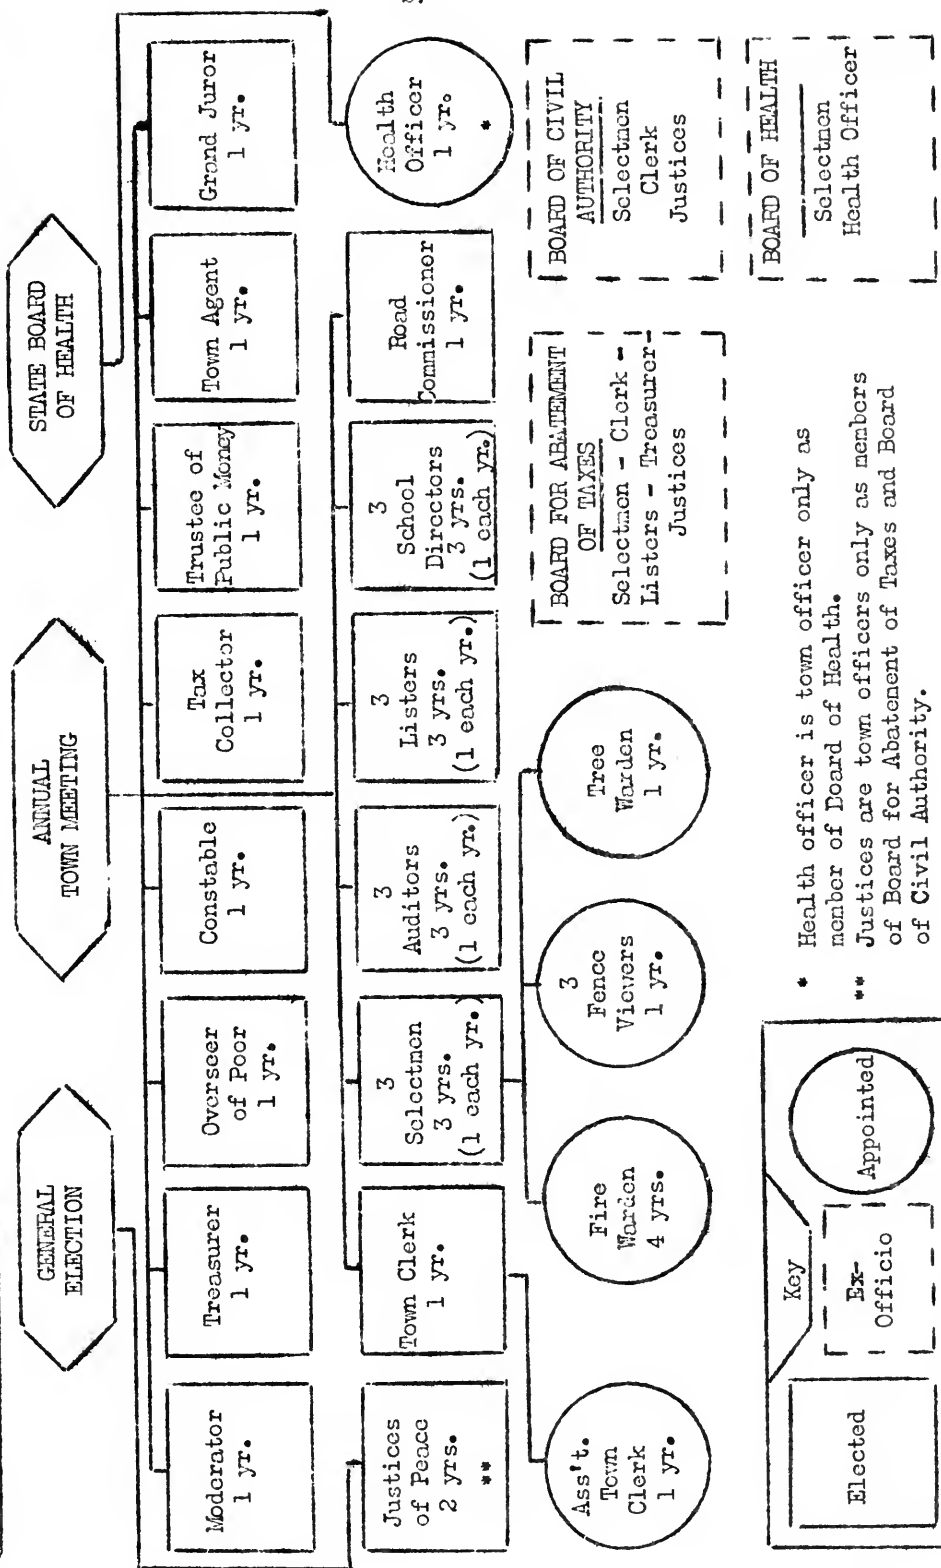 GENERAL
ELECTION
ANNUAL
TOWN MEETING
STATE BOARD
OF HEALTH
Moderator
1 yr.
Treasurer
1 yr.
Overseer
of Poor
1 yr.
Constable
1 yr.
Tax
Collector
1 yr.
Trustee of
Public Money
1 yr.
Town Agent
1 yr.
Grand Juror
1 yr.
Justices
of Peace
2 yrs.
**
Town Clerk
1 yr.
3
Selectmen
3 yrs.
(1 each yr.)
3
Auditors
3 yrs.
(1 each yr.)
3
Listers
3 yrs.
(1 each yr.)
3
School
Directors
3 yrs.
(1 each yr.)
Road
Commissioner
1 yr.
Health
Officer
1 yr.
*
Ass't.
Town
Clerk
1 yr.
Fire
Warden
4 yrs.
3
Fence
Viewers
1 yr.
Tree
Warden
1 yr.
BOARD FOR ABATEMENT
OF TAXES
Selectmen - Clerk -
Listers - Treasurer-
Justices
BOARD OF CIVIL
AUTHORITY
Selectmen
Clerk
Justices
BOARD OF HEALTH
Selectmen
Health Officer
Key
Elected
Ex-
Officio
Appointed
* Health officer is town officer only as
member of Board of Health.
** Justices are town officers only as members
of Board for Abatement of Taxes and Board
of Civil Authority.